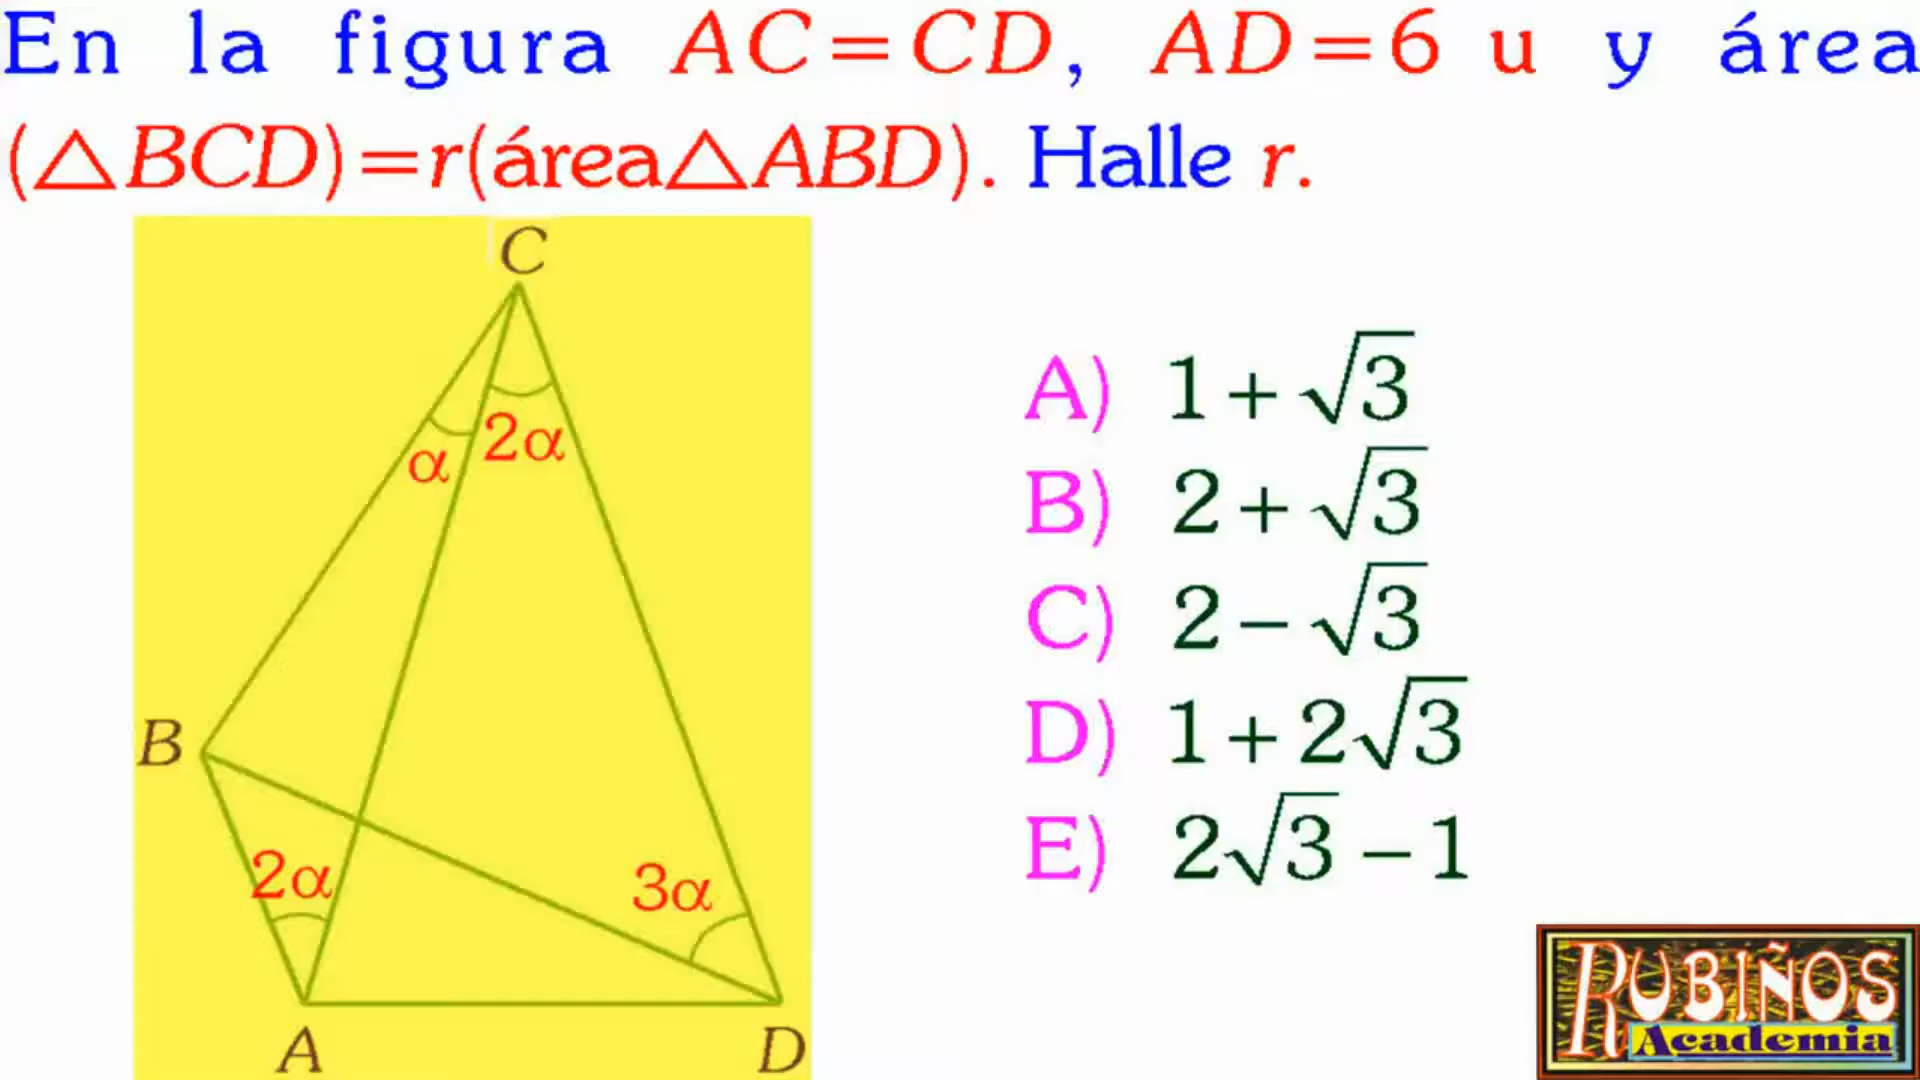 En la figura AC=CD, AD=6 u y área
(△BCD)=r(área△ABD). Halle r.
C
α
2α
B
2α
3α
A
D
A) 1+√3
B) 2+√3
C) 2−√3
D) 1+2√3
E) 2√3−1
RUBIÑOS
Academia